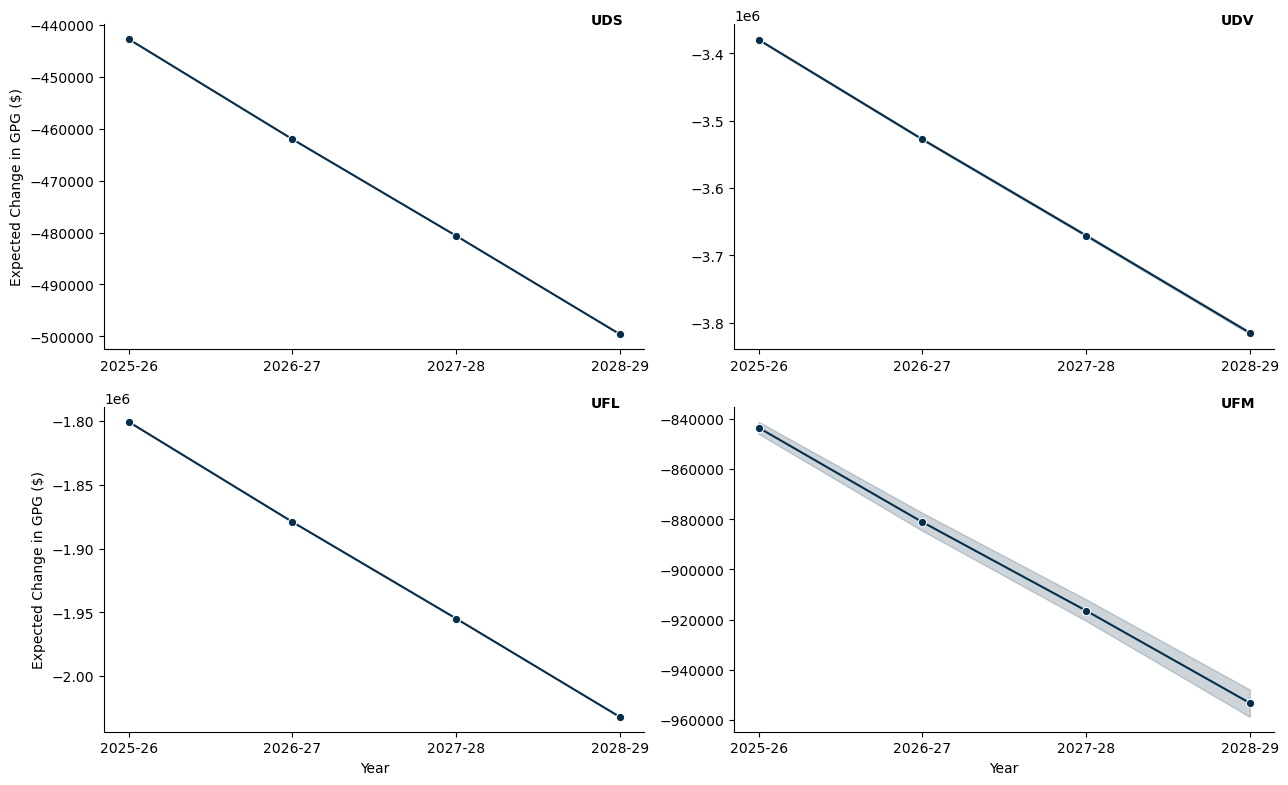 UDS
Expected Change in GPG ($)
−440000
−450000
−460000
−470000
−480000
−490000
−500000
2025-26 2026-27 2027-28 2028-29
1e6
UDV
−3.4
−3.5
−3.6
−3.7
−3.8
2025-26 2026-27 2027-28 2028-29
1e6
UFL
Expected Change in GPG ($)
−1.80
−1.85
−1.90
−1.95
−2.00
2025-26 2026-27 2027-28 2028-29
Year
UFM
−840000
−860000
−880000
−900000
−920000
−940000
−960000
2025-26 2026-27 2027-28 2028-29
Year